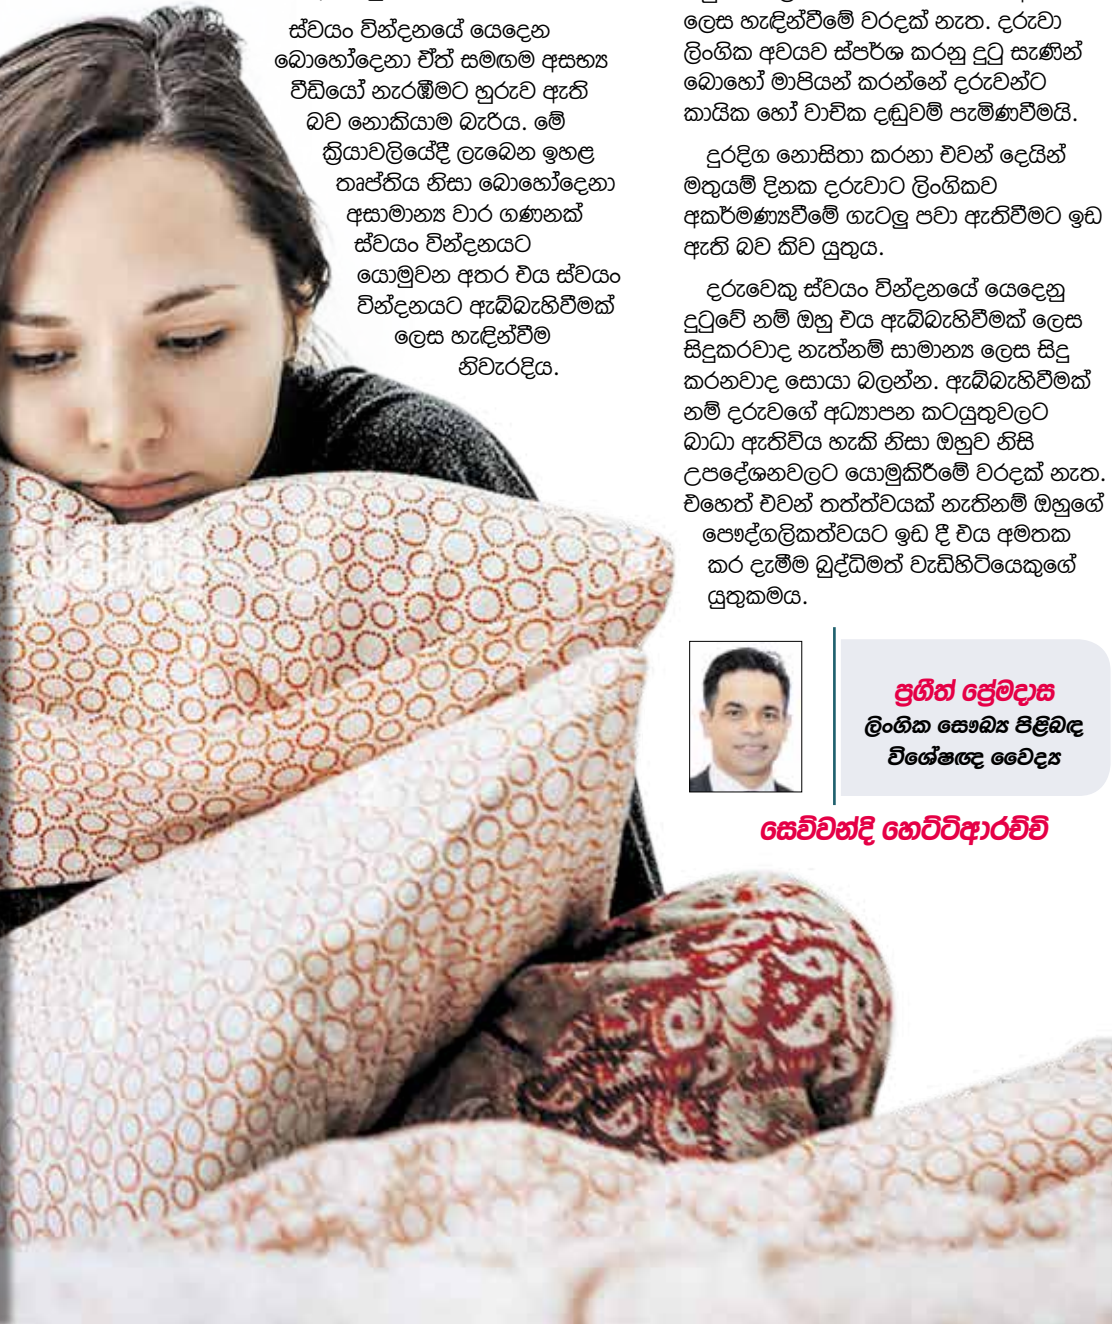 ස්වයං වින්දනයේ යෙදෙන
බොහෝදෙනා ඒත් සමඟම අසභ්‍ය
වීඩියෝ නැරඹීමට හුරුව ඇති
බව නොකියාම බැරිය. මේ
ක්‍රියාවලියේදී ලැබෙන ඉහළ
තෘප්තිය නිසා බොහෝදෙනා
අසාමාන්‍ය වාර ගණනක්
ස්වයං වින්දනයට
යොමුවන අතර එය ස්වයං
වින්දනයට ඇබ්බැහිවීමක්
ලෙස හැඳින්වීම
නිවැරදිය.
ලෙස හැඳින්වීමේ වරදක් නැත. දරුවා
ලිංගික අවයව ස්පර්ශ කරනු දුටු සැණින්
බොහෝ මාපියන් කරන්නේ දරුවන්ට
කායික හෝ වාචික දඬුවම් පැමිණවීමයි.
දුරදිග නොසිතා කරනා එවන් දෙයින්
මතුයම් දිනක දරුවාට ලිංගිකව
අකර්මණ්‍යවීමේ ගැටලු පවා ඇතිවීමට ඉඩ
ඇති බව කිව යුතුය.
දරුවෙකු ස්වයං වින්දනයේ යෙදෙනු
දුටුවේ නම් ඔහු එය ඇබ්බැහිවීමක් ලෙස
සිදුකරවාද නැත්නම් සාමාන්‍ය ලෙස සිදු
කරනවාද සොයා බලන්න. ඇබ්බැහිවීමක්
නම් දරුවගේ අධ්‍යාපන කටයුතුවලට
බාධා ඇතිවිය හැකි නිසා ඔහුව නිසි
උපදේශනවලට යොමුකිරීමේ වරදක් නැත.
එහෙත් එවන් තත්ත්වයක් නැතිනම් ඔහුගේ
පෞද්ගලිකත්වයට ඉඩ දී එය අමතක
කර දැමීම බුද්ධිමත් වැඩිහිටියෙකුගේ
යුතුකමය.
ප්‍රගීත් ප්‍රේමදාස
ලිංගික සෞඛ්‍ය පිළිබඳ
විශේෂඥ වෛද්‍ය
සෙව්වන්දි හෙට්ටිආරච්චි